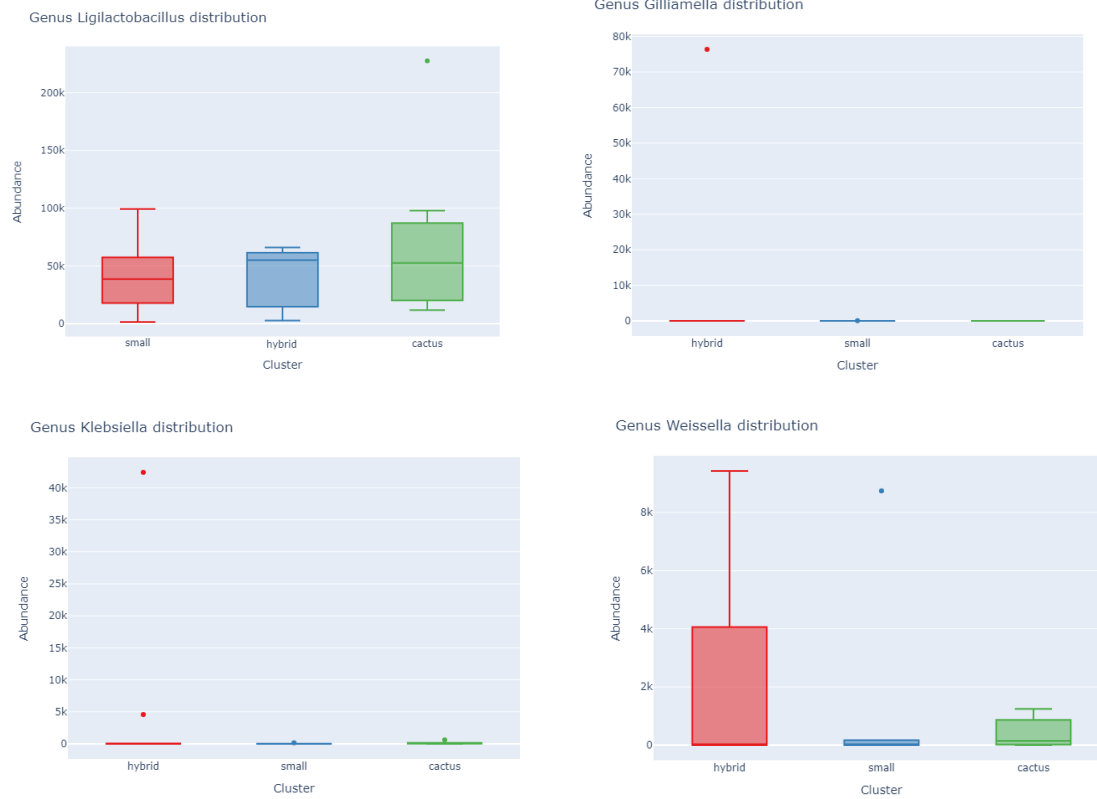 Genus Ligilactobacillus distribution
200k
150k
100k
50k
0
Abundance
small
hybrid
cactus
Cluster
Genus Gilliamella distribution
80k
70k
60k
50k
40k
30k
20k
10k
0
Abundance
hybrid
small
cactus
Cluster
Genus Klebsiella distribution
40k
35k
30k
25k
20k
15k
10k
5k
0
Abundance
hybrid
small
cactus
Cluster
Genus Weissella distribution
8k
6k
4k
2k
0
Abundance
hybrid
small
cactus
Cluster